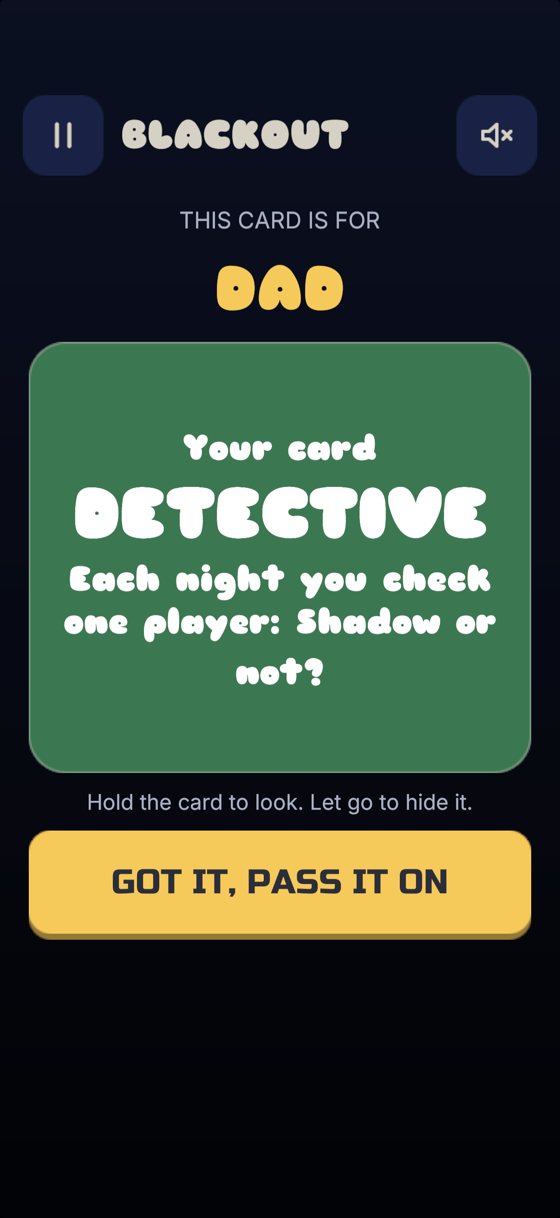 BLACKOUT
THIS CARD IS FOR
DAD
Your card
DETECTIVE
Each night you check
one player: Shadow or
not?
Hold the card to look. Let go to hide it.
GOT IT, PASS IT ON